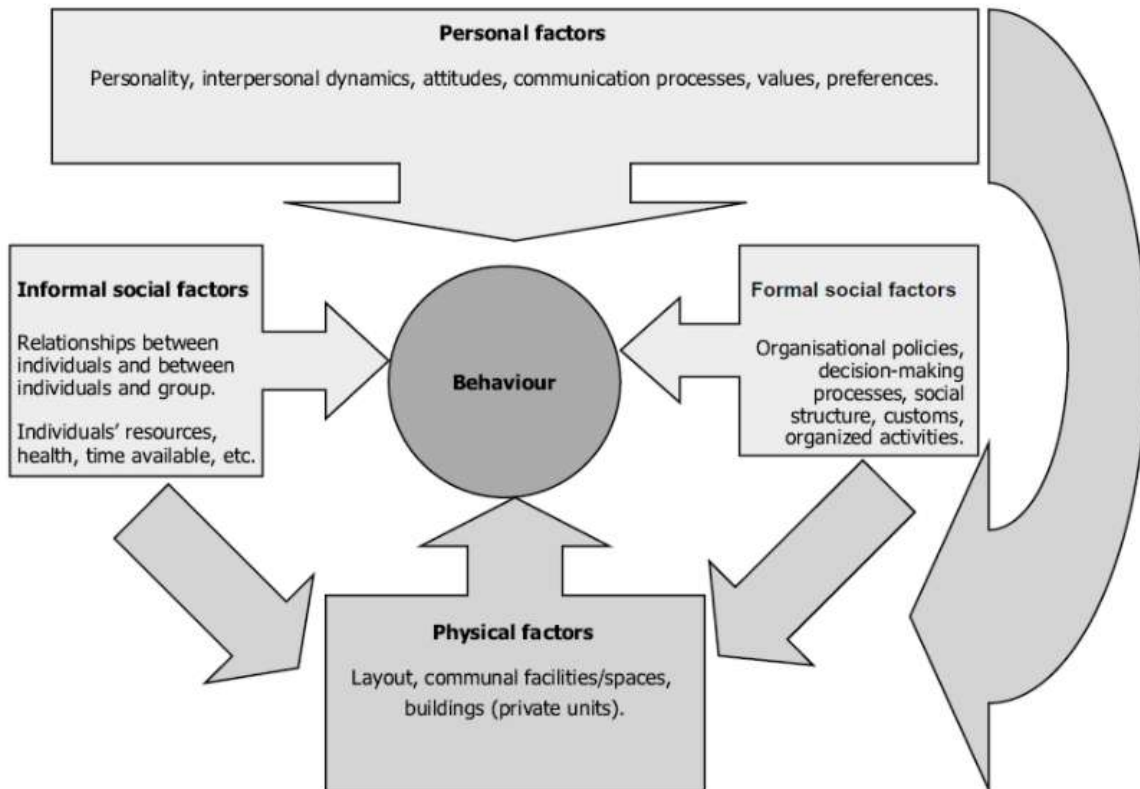 Personal factors
Personality, interpersonal dynamics, attitudes, communication processes, values, preferences.
Informal social factors
Relationships between
individuals and between
individuals and group.
Individuals' resources,
health, time available, etc.
Behaviour
Formal social factors
Organisational policies,
decision-making
processes, social
structure, customs,
organized activities.
Physical factors
Layout, communal facilities/spaces,
buildings (private units).